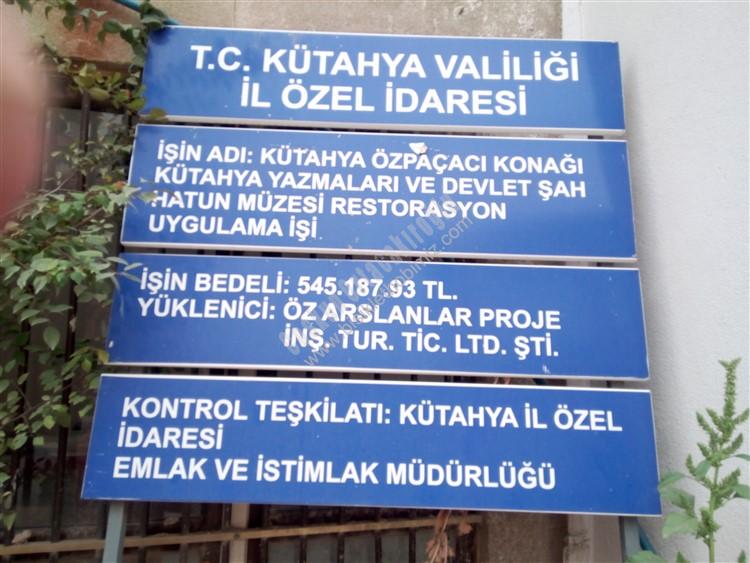 T.C. KÜTAHYA VALİLİĞİ
İL ÖZEL İDARESİ
İŞİN ADI: KÜTAHYA ÖZPAÇACI KONAĞI
KÜTAHYA YAZMALARI VE DEVLET ŞAH
HATUN MÜZESİ RESTORASYON
UYGULAMA İŞİ
İŞİN BEDELİ: 545.187,93 TL.
YÜKLENİCİ: ÖZ ARSLANLAR PROJE
İNŞ. TUR. TİC. LTD. ŞTİ.
KONTROL TEŞKİLATI: KÜTAHYA İL ÖZEL
İDARESİ
EMLAK VE İSTİMLAK MÜDÜRLÜĞÜ